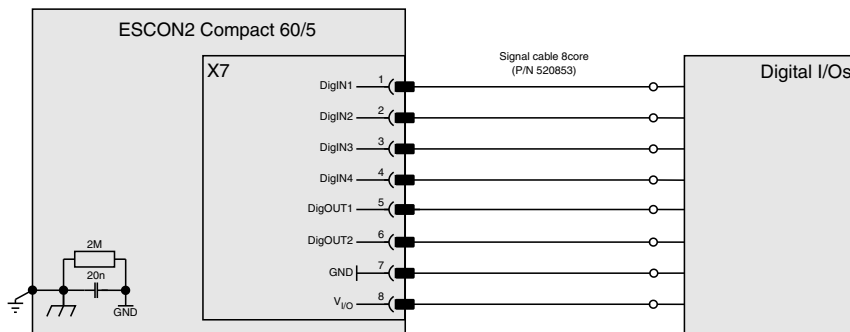 ESCON2 Compact 60/5
X7
Signal cable 8core
(P/N 520853)
Digital I/Os
DigIN1 1
DigIN2 2
DigIN3 3
DigIN4 4
DigOUT1 5
DigOUT2 6
GND 7
VI/O 8
2M
20n
GND